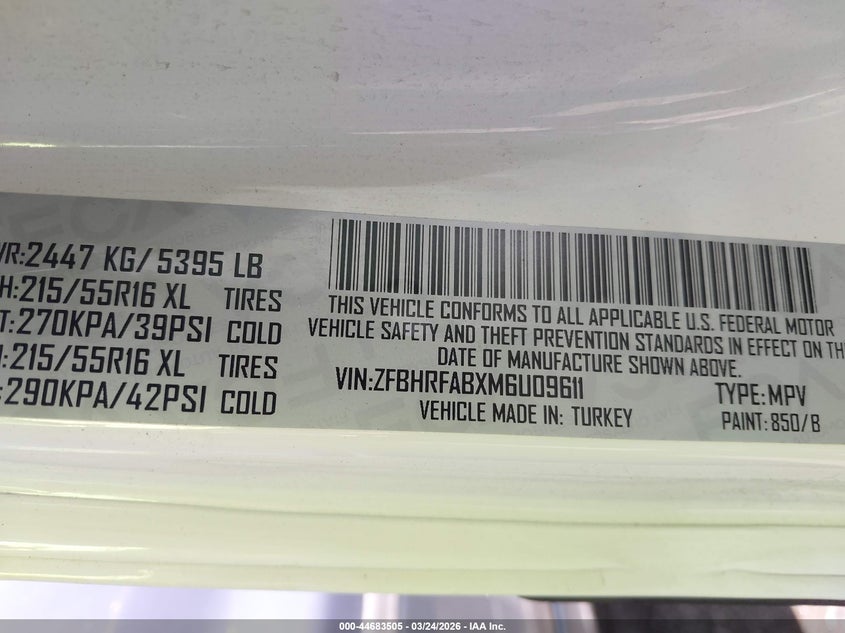 VR:2447 KG/5395 LB
H:215/55R16 XL TIRES
T:270KPA/39PSI COLD
:215/55R16 XL TIRES
:290KPA/42PSI COLD
THIS VEHICLE CONFORMS TO ALL APPLICABLE U.S. FEDERAL MOTOR
VEHICLE SAFETY AND THEFT PREVENTION STANDARDS IN EFFECT ON THE
DATE OF MANUFACTURE SHOWN ABOVE.
VIN:ZFBHRFABXM6U09611 TYPE:MPV
VEHICLE MADE IN: TURKEY PAINT:850/B
000-44683505 - 03/24/2026 - IAA Inc.